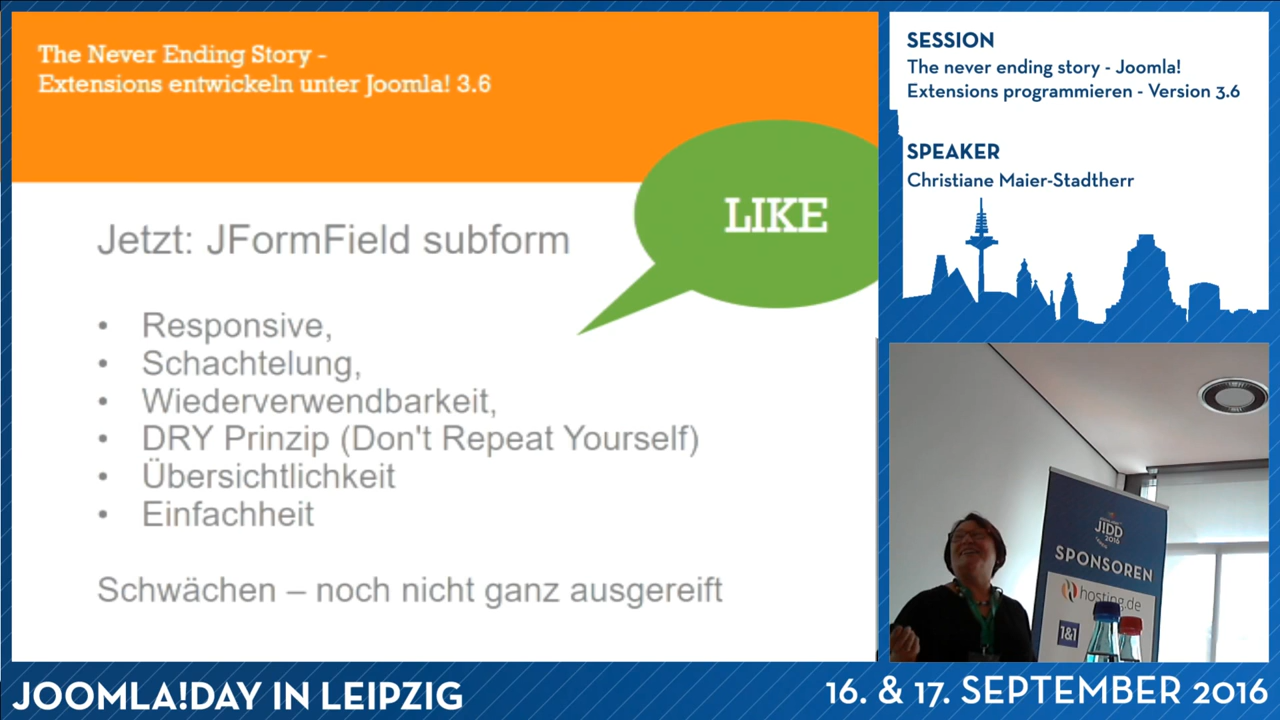 The Never Ending Story -
Extensions entwickeln unter Joomla! 3.6
LIKE
Jetzt: JFormField subform
• Responsive,
• Schachtelung,
• Wiederverwendbarkeit,
• DRY Prinzip (Don't Repeat Yourself)
• Übersichtlichkeit
• Einfachheit
Schwächen – noch nicht ganz ausgereift
SESSION
The never ending story - Joomla!
Extensions programmieren - Version 3.6
SPEAKER
Christiane Maier-Stadtherr
J!DD
2016
SPONSOREN
hosting.de
1&1
JOOMLA!DAY IN LEIPZIG
16. & 17. SEPTEMBER 2016